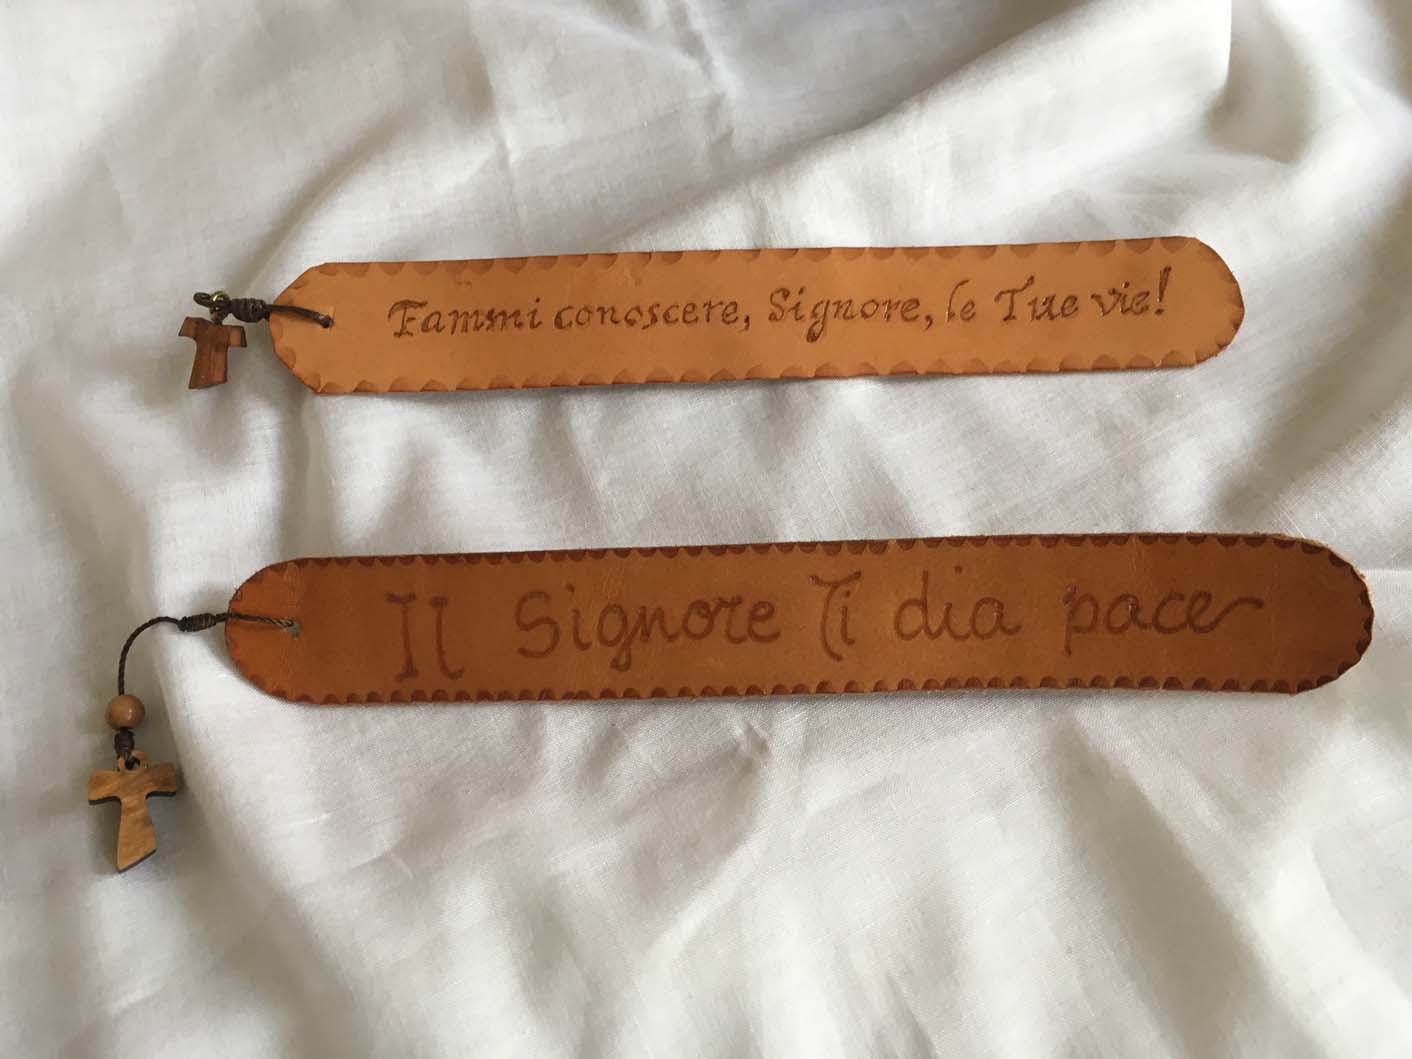 Fammi conoscere, Signore, le Tue vie!
Il Signore Ti dia pace